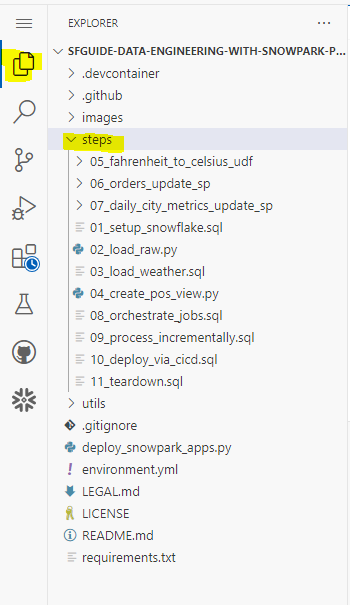 EXPLORER
SFGUIDE-DATA-ENGINEERING-WITH-SNOWPARK-P...
.devcontainer
.github
images
steps
05_fahrenheit_to_celsius_udf
06_orders_update_sp
07_daily_city_metrics_update_sp
01_setup_snowflake.sql
02_load_raw.py
03_load_weather.sql
04_create_pos_view.py
08_orchestrate_jobs.sql
09_process_incrementally.sql
10_deploy_via_cicd.sql
11_teardown.sql
utils
.gitignore
deploy_snowpark_apps.py
environment.yml
LEGAL.md
LICENSE
README.md
requirements.txt